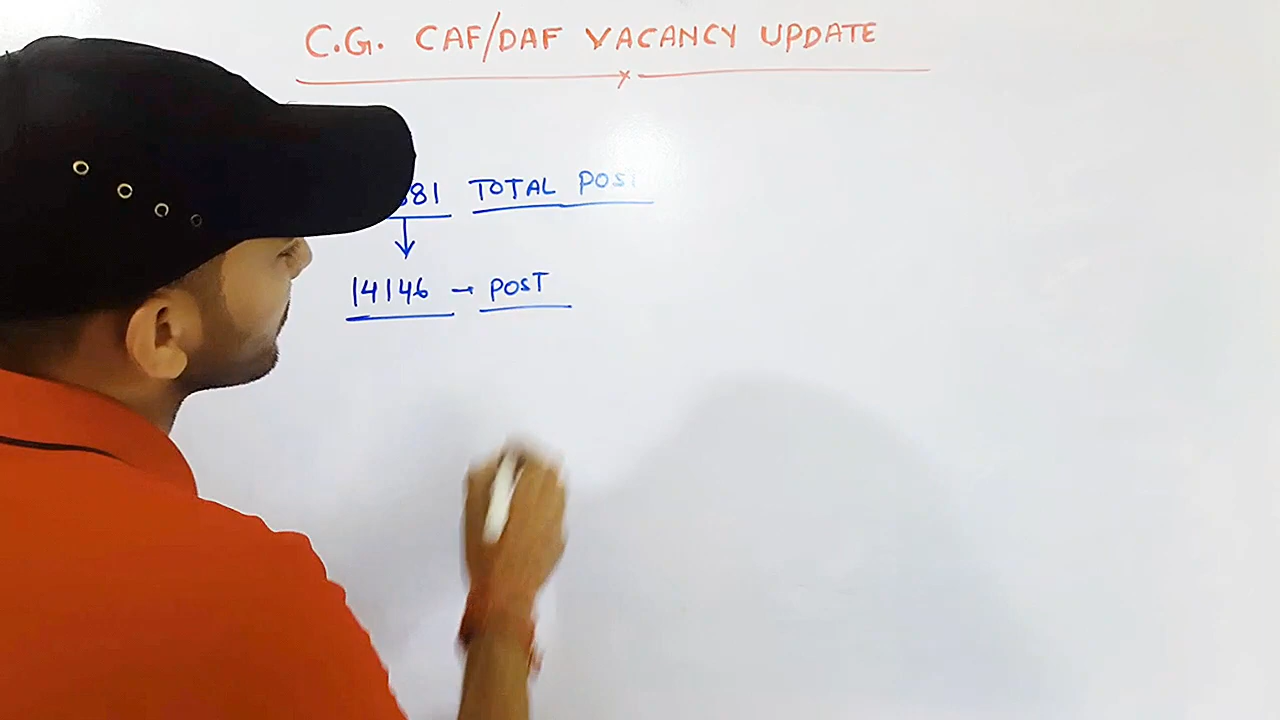 C.G. CAF/DAF VACANCY UPDATE
TOTAL
14146 → POST